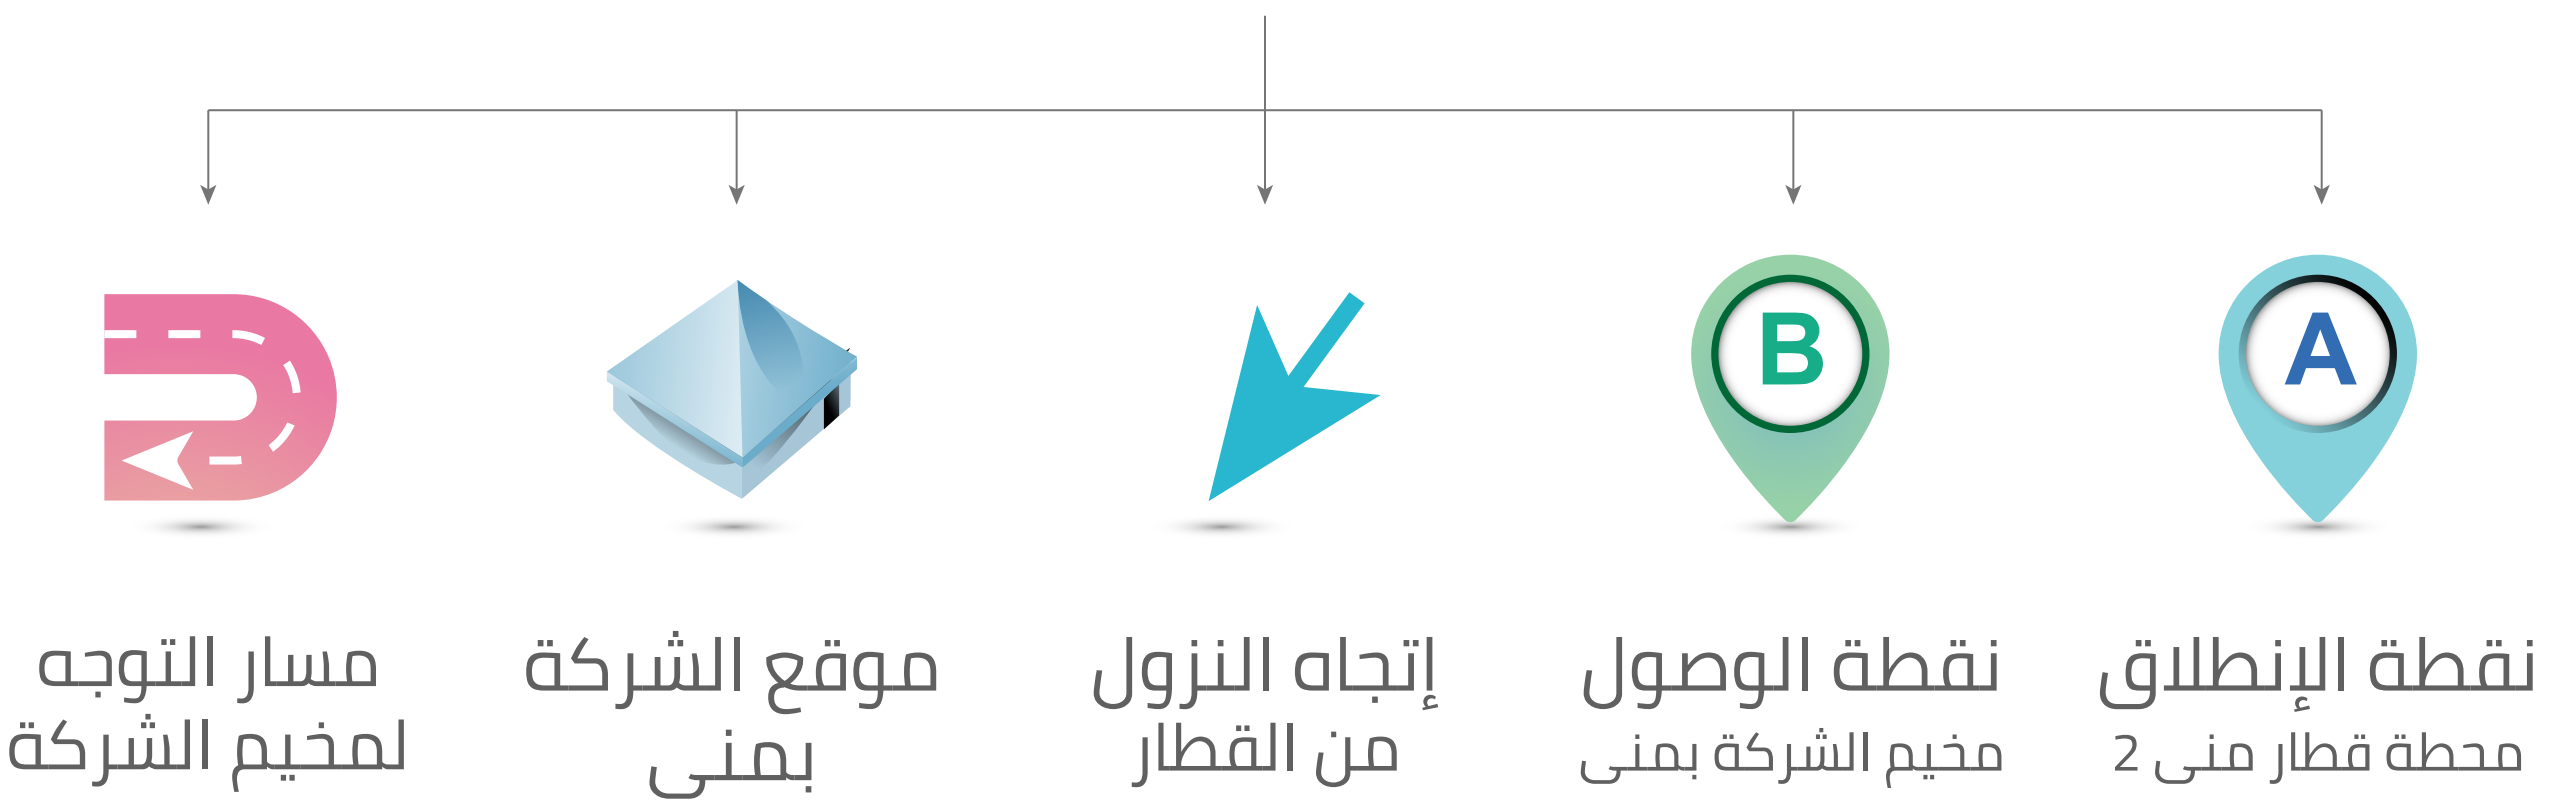 A
نقطة الإنطلاق
محطة قطار منى 2
B
نقطة الوصول
مخيم الشركة بمنى
إتجاه النزول
من القطار
موقع الشركة
بمنى
مسار التوجه
لمخيم الشركة